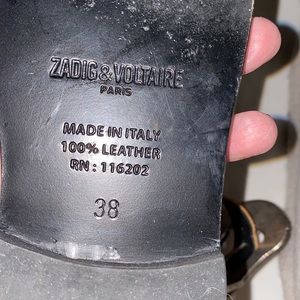 ZADIG & VOLTAIRE
PARIS
MADE IN ITALY
100% LEATHER
RN : 116202
38